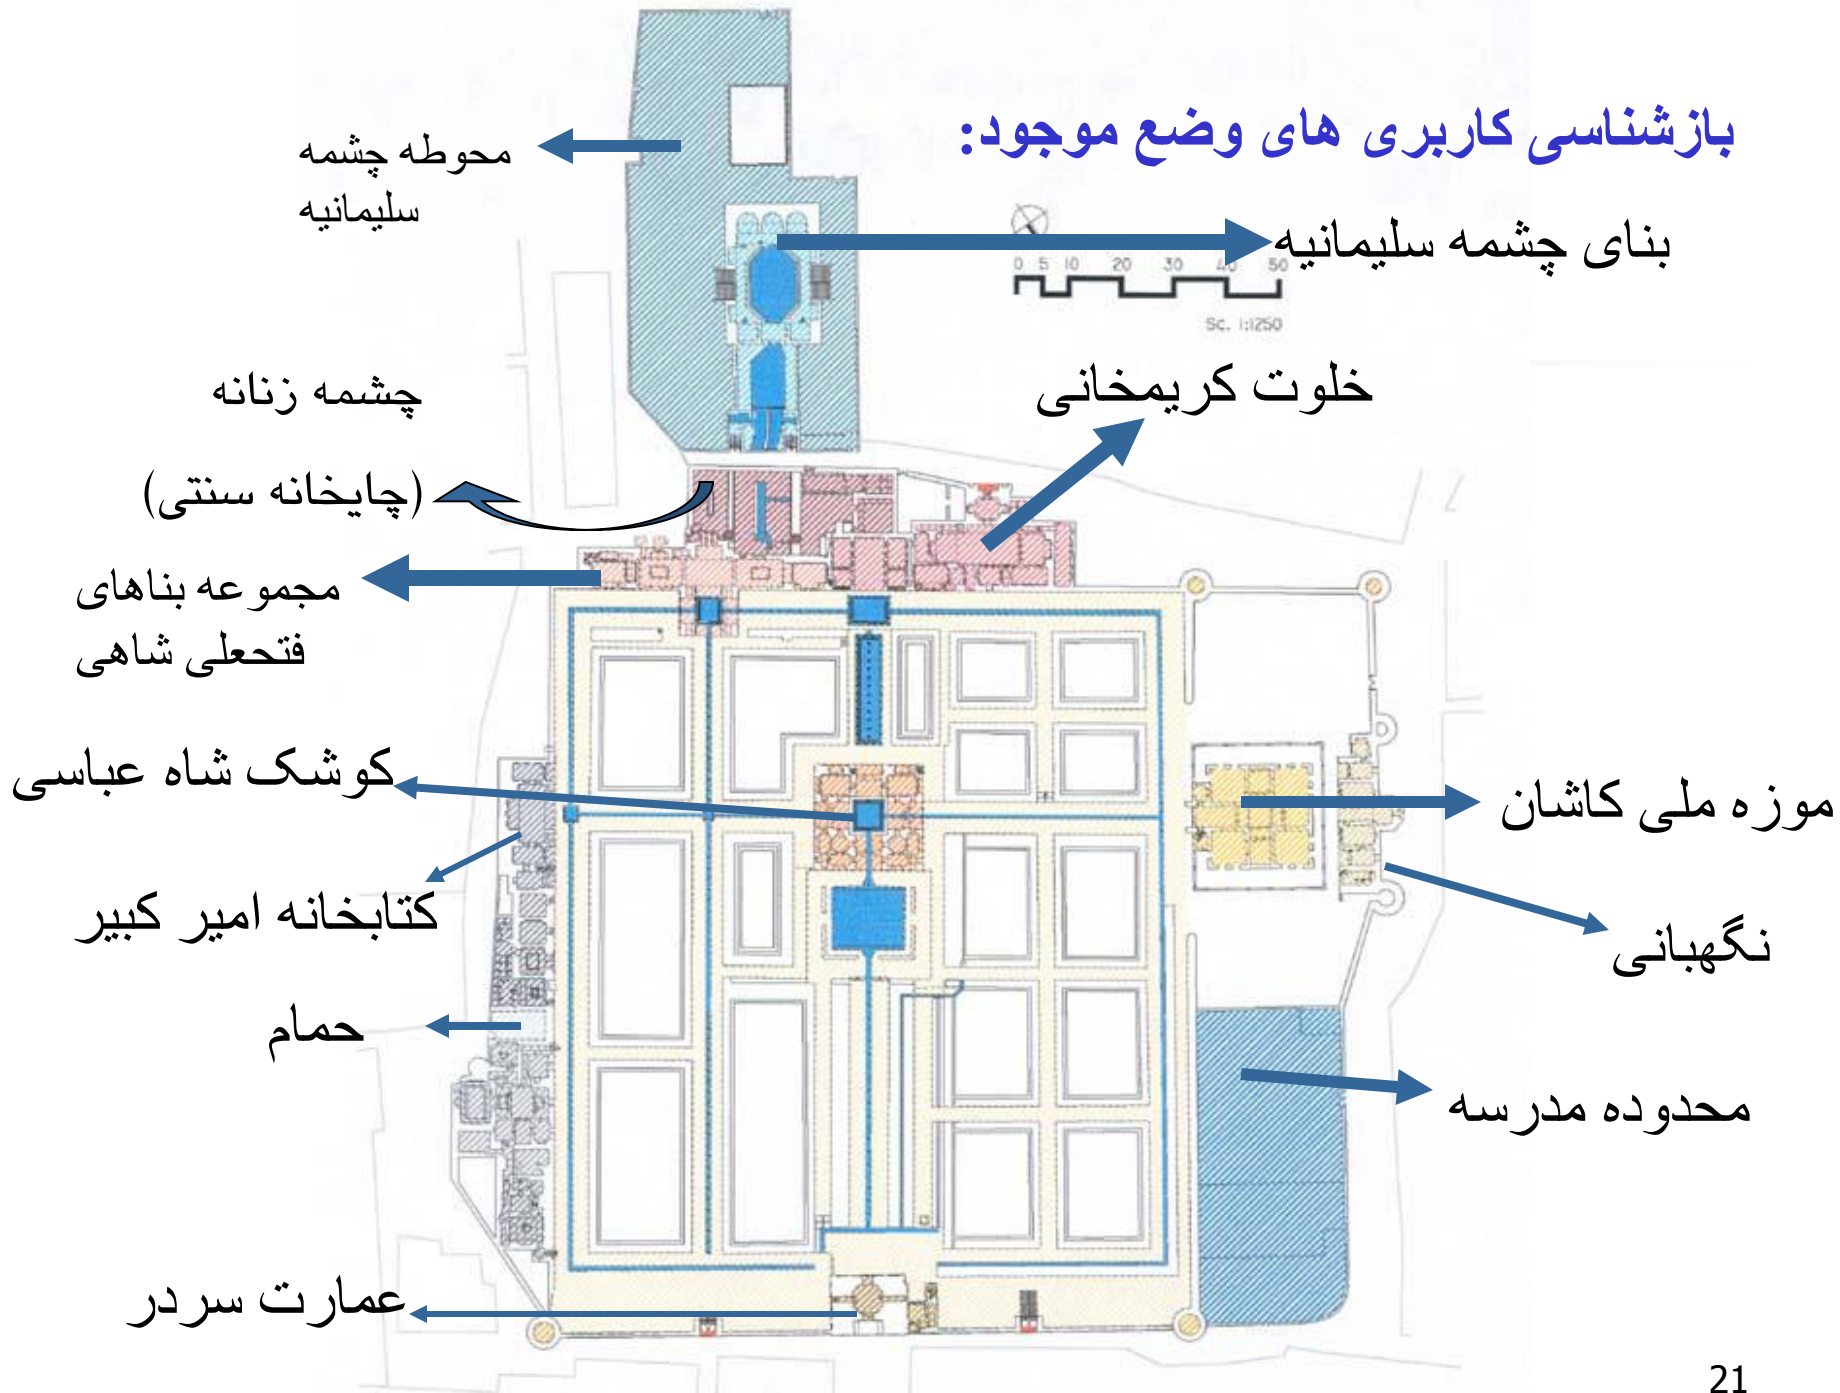 بازشناسی کاربری های وضع موجود:
محوطه چشمه
سلیمانیه
بنای چشمه سلیمانیه
0 5 10 20 30 40 50
Sc. 1:1250
خلوت کریمخانی
چشمه زنانه
(چایخانه سنتی)
مجموعه بناهای
فتحعلی شاهی
کوشک شاه عباسی
موزه ملی کاشان
کتابخانه امیر کبیر
نگهبانی
حمام
محدوده مدرسه
عمارت سردر
21